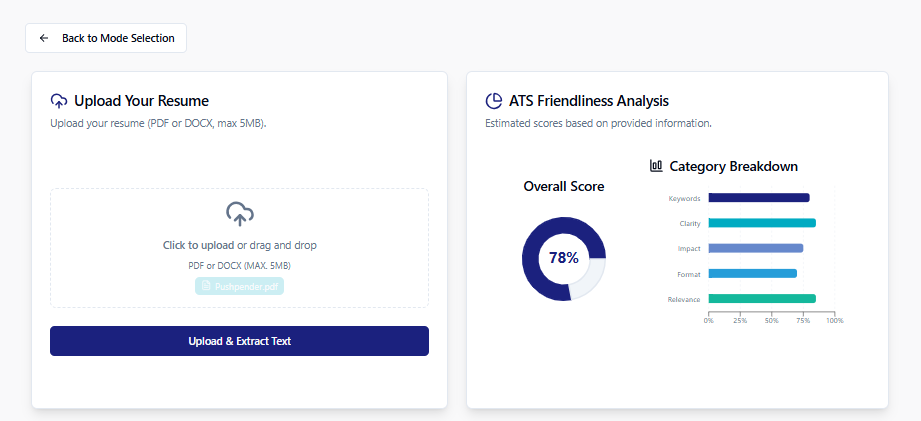 Back to Mode Selection
Upload Your Resume
Upload your resume (PDF or DOCX, max 5MB).
Click to upload or drag and drop
PDF or DOCX (MAX. 5MB)
Pushpender.pdf
Upload & Extract Text
ATS Friendliness Analysis
Estimated scores based on provided information.
Overall Score
78%
Category Breakdown
Keywords
Clarity
Impact
Format
Relevance
0% 25% 50% 75% 100%